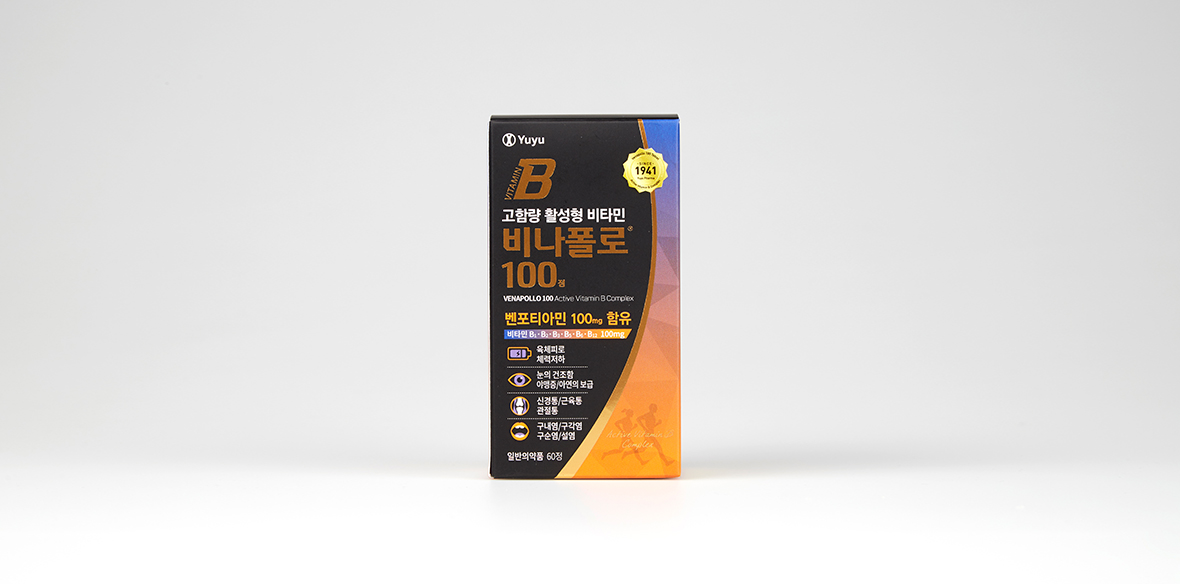 Yuyu
VITAMIN B
SINCE
1941
고함량 활성형 비타민
비나폴로®
100정
VENAPOLLO 100 Active Vitamin B Complex
벤포티아민 100mg 함유
비타민 B₁·B₂·B₃·B₅·B₆·B₁₂ 100mg
육체피로
체력저하
눈의 건조함
야맹증/아연의 보급
신경통/근육통
관절통
구내염/구각염
구순염/설염
Active Vitamin B
Complex
일반의약품 60정